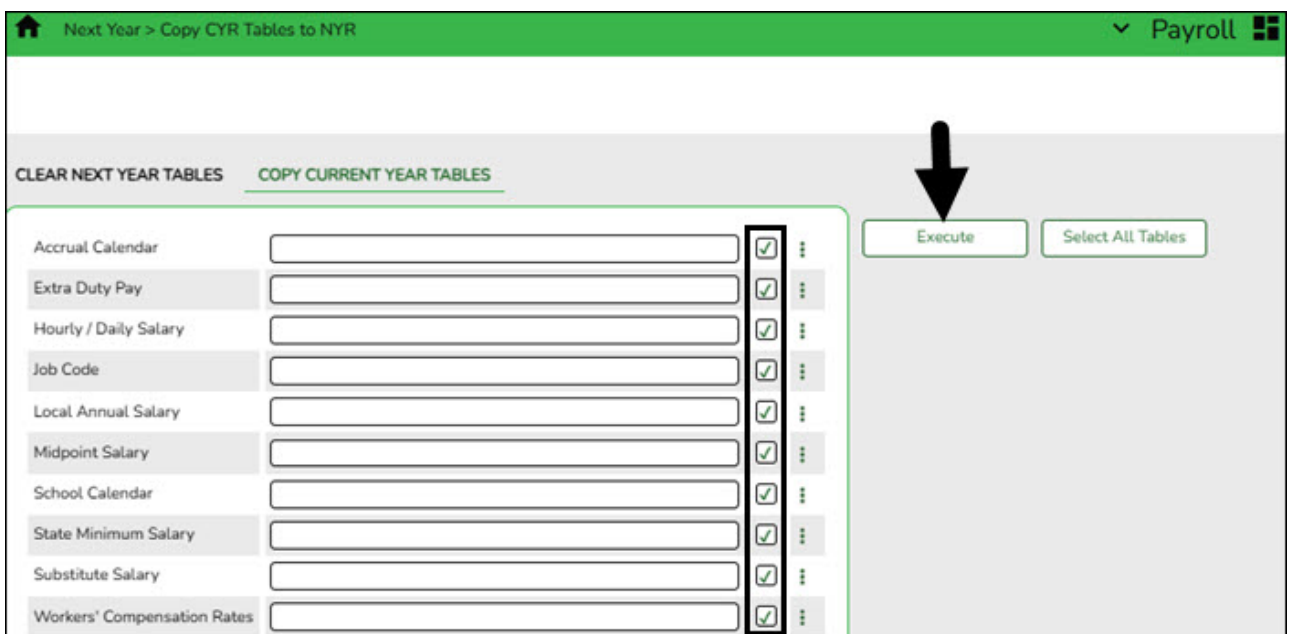 Next Year > Copy CYR Tables to NYR
Payroll
CLEAR NEXT YEAR TABLES
COPY CURRENT YEAR TABLES
Execute
Select All Tables
Accrual Calendar
Extra Duty Pay
Hourly / Daily Salary
Job Code
Local Annual Salary
Midpoint Salary
School Calendar
State Minimum Salary
Substitute Salary
Workers' Compensation Rates